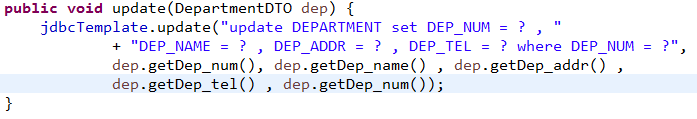 public void update(DepartmentDTO dep) {
jdbcTemplate.update("update DEPARTMENT set DEP_NUM = ? , "
+ "DEP_NAME = ? , DEP_ADDR = ? , DEP_TEL = ? where DEP_NUM = ?",
dep.getDep_num(), dep.getDep_name() , dep.getDep_addr() ,
dep.getDep_tel() , dep.getDep_num());
}